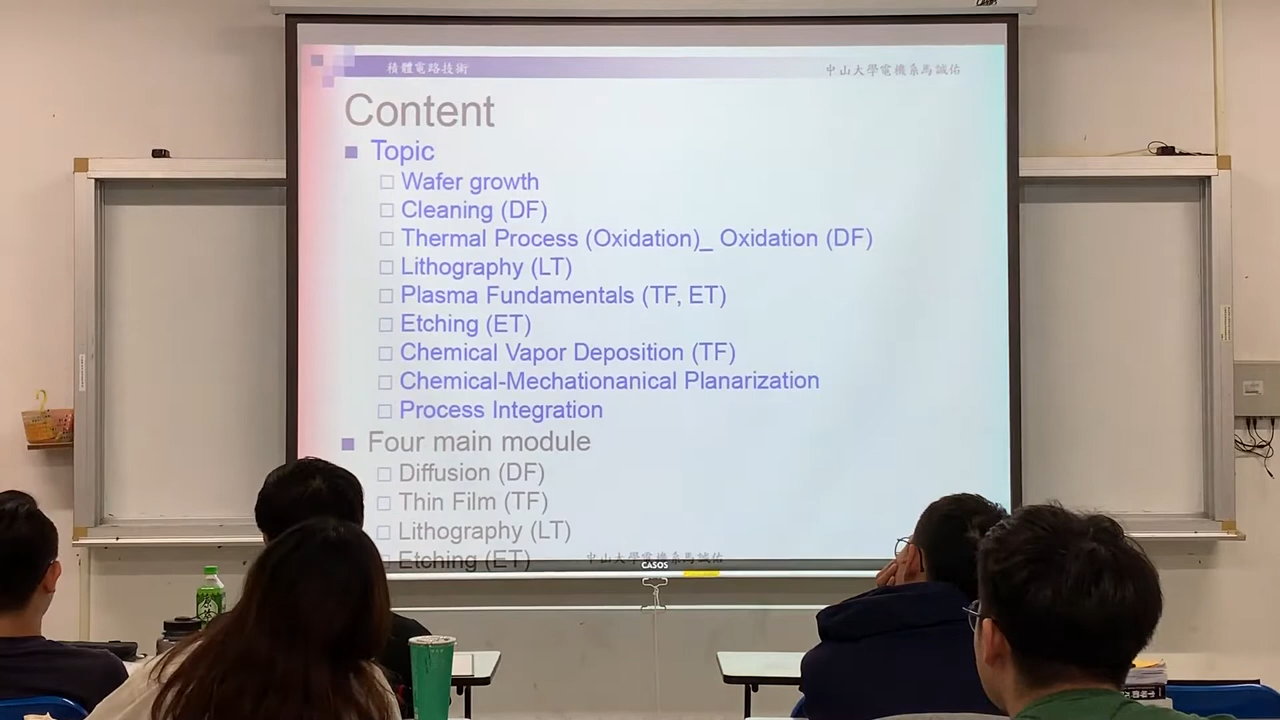 積體電路技術
中山大學電機系馬誠佑
Content
Topic
Wafer growth
Cleaning (DF)
Thermal Process (Oxidation)_ Oxidation (DF)
Lithography (LT)
Plasma Fundamentals (TF, ET)
Etching (ET)
Chemical Vapor Deposition (TF)
Chemical-Mechationanical Planarization
Process Integration
Four main module
Diffusion (DF)
Thin Film (TF)
Lithography (LT)
Etching (ET)
中山大學電機系馬誠佑
CASOS